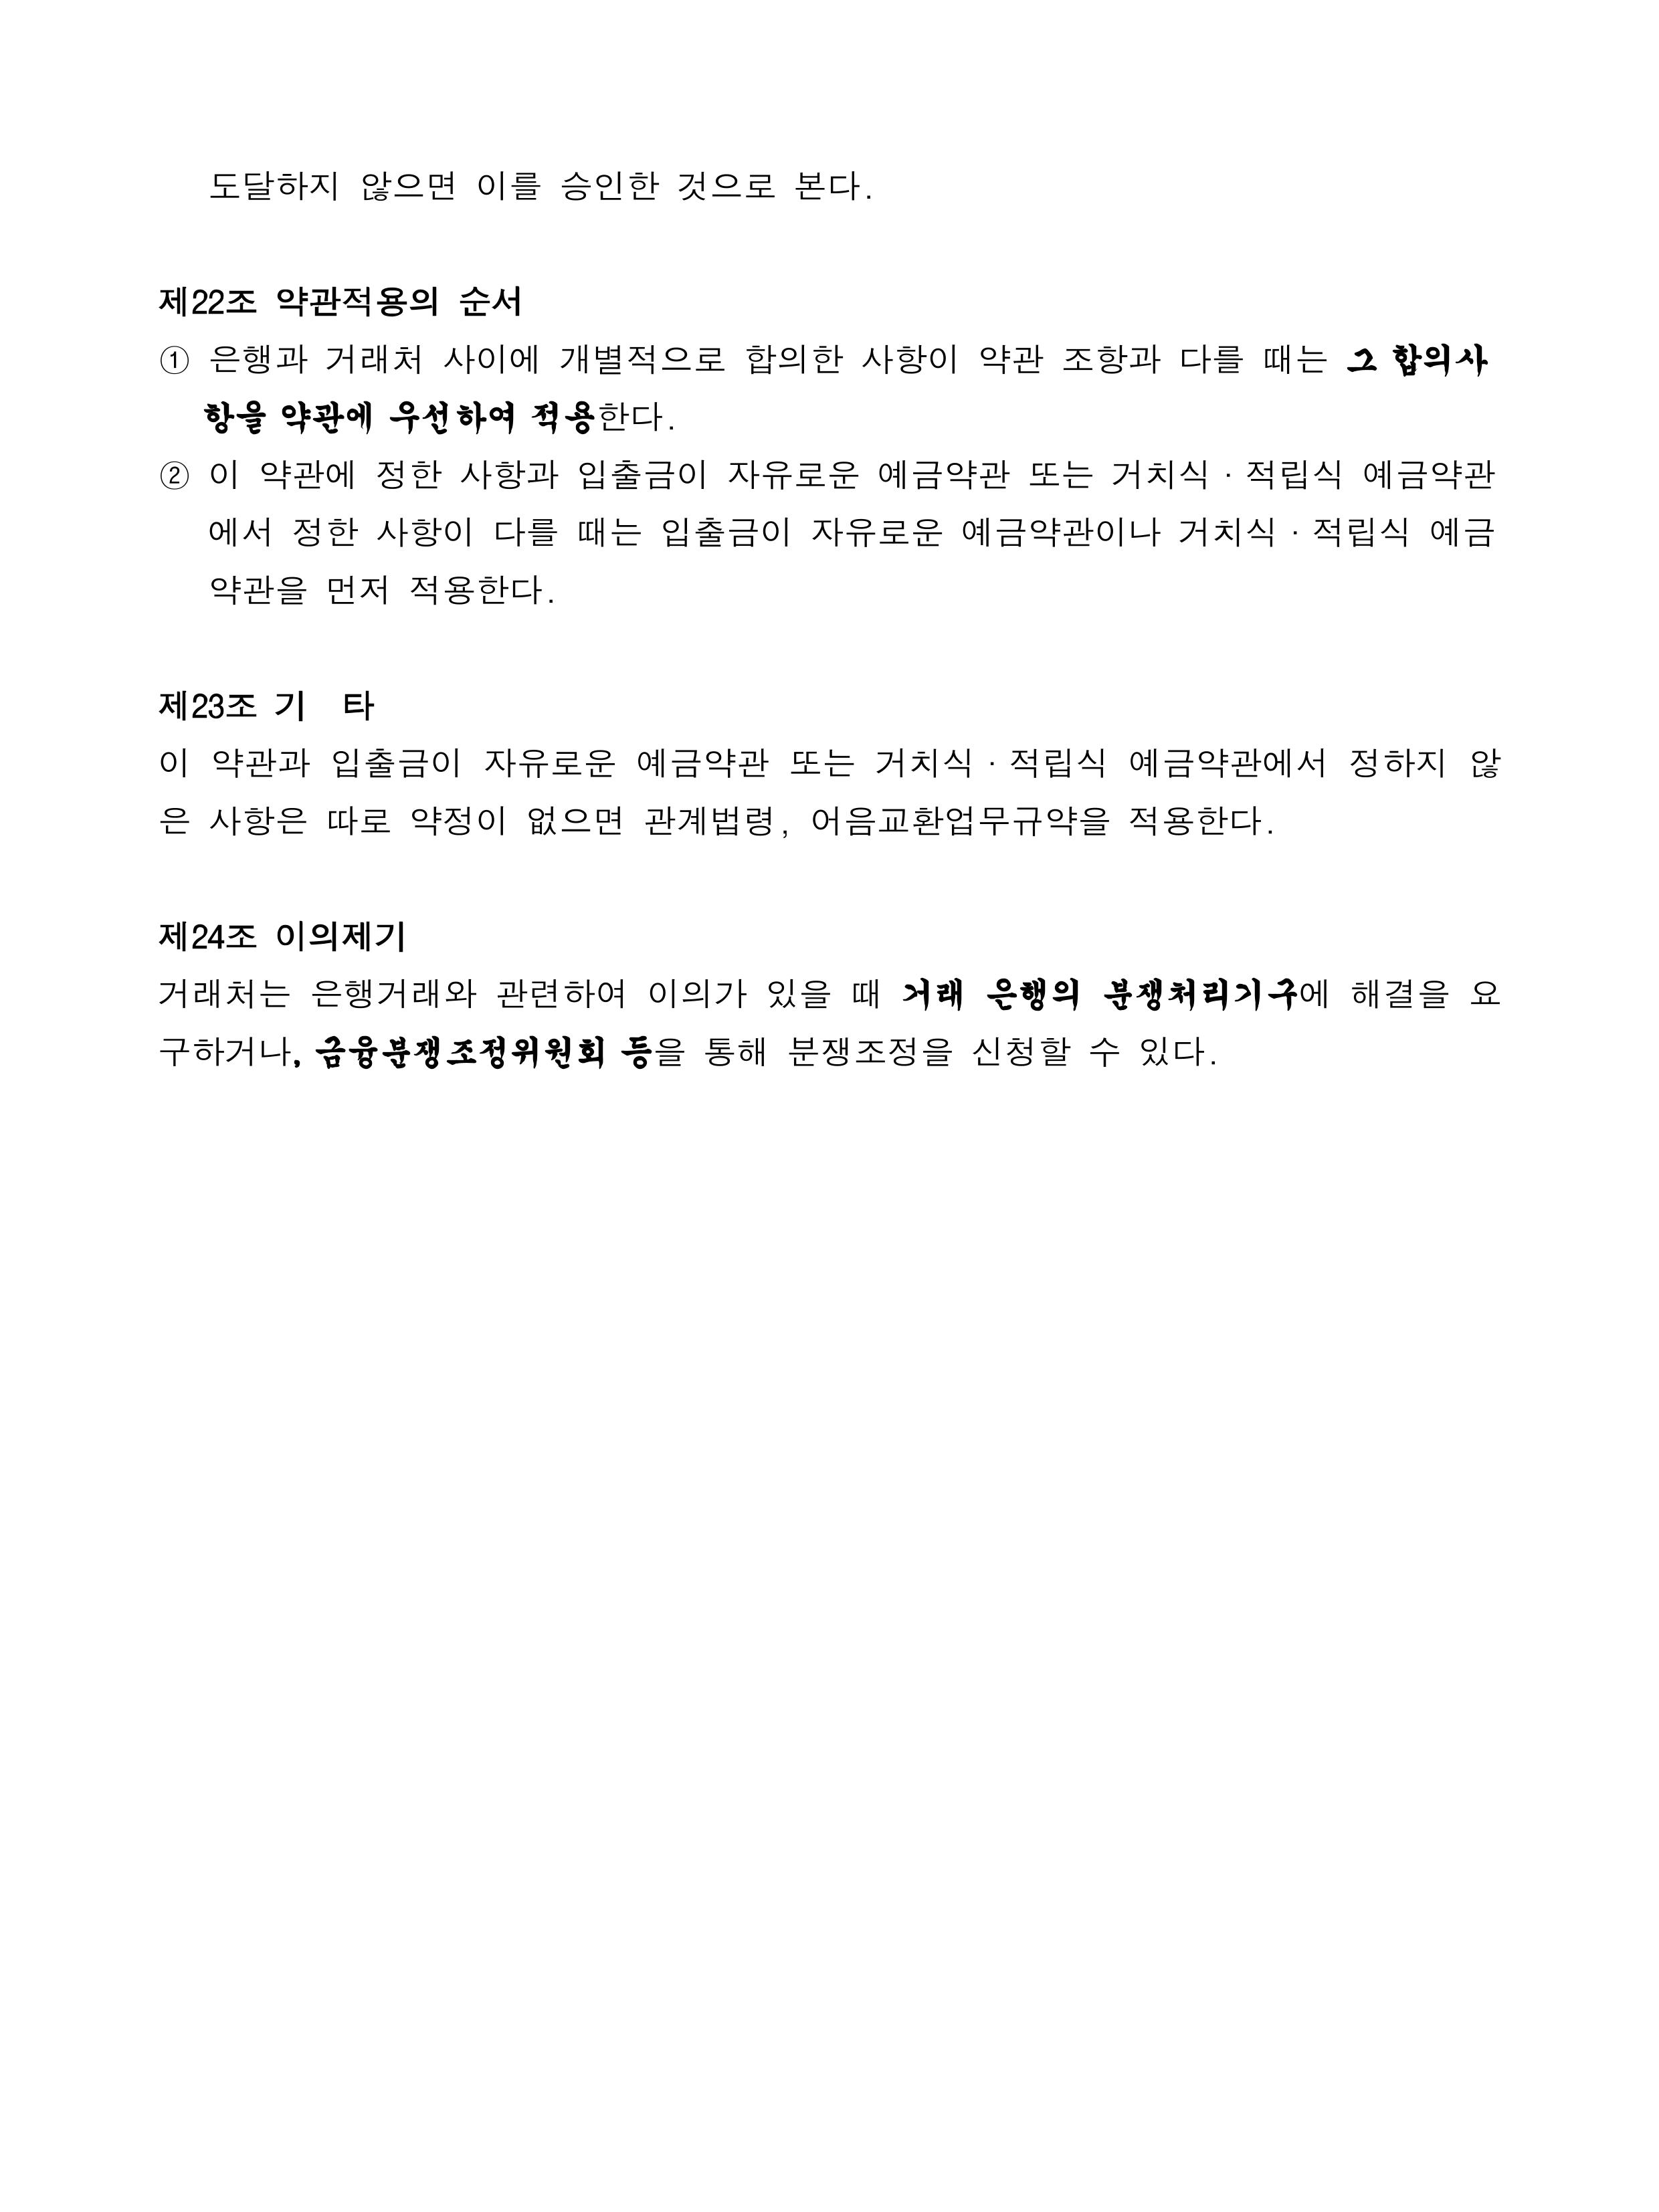 도달하지 않으면 이를 승인한 것으로 본다.
제22조 약관적용의 순서
① 은행과 거래처 사이에 개별적으로 합의한 사항이 약관 조항과 다를 때는 그 합의사
항을 약관에 우선하여 적용한다.
② 이 약관에 정한 사항과 입출금이 자유로운 예금약관 또는 거치식·적립식 예금약관
에서 정한 사항이 다를 때는 입출금이 자유로운 예금약관이나 거치식·적립식 예금
약관을 먼저 적용한다.
제23조 기 타
이 약관과 입출금이 자유로운 예금약관 또는 거치식·적립식 예금약관에서 정하지 않
은 사항은 따로 약정이 없으면 관계법령, 어음교환업무규약을 적용한다.
제24조 이의제기
거래처는 은행거래와 관련하여 이의가 있을 때 거래 은행의 분쟁처리기구에 해결을 요
구하거나, 금융분쟁조정위원회 등을 통해 분쟁조정을 신청할 수 있다.